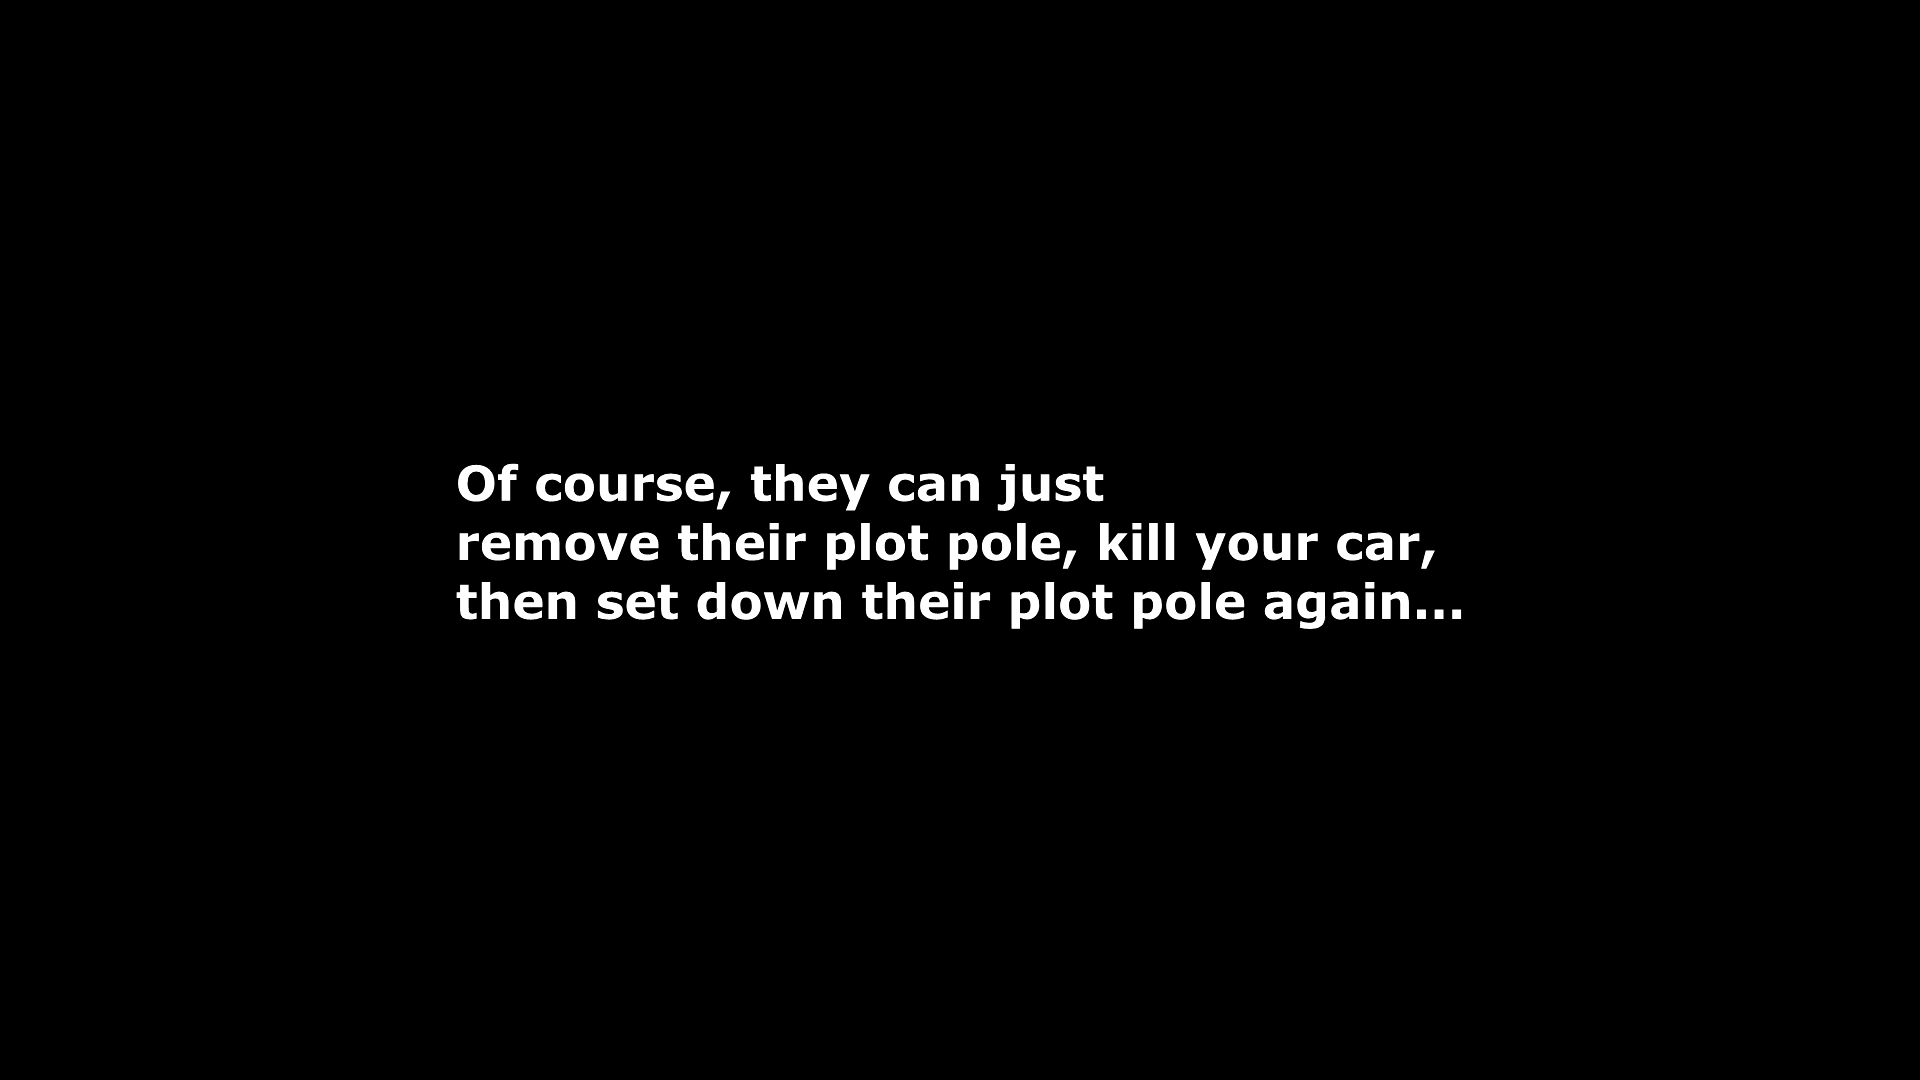 Of course, they can just
remove their plot pole, kill your car,
then set down their plot pole again...